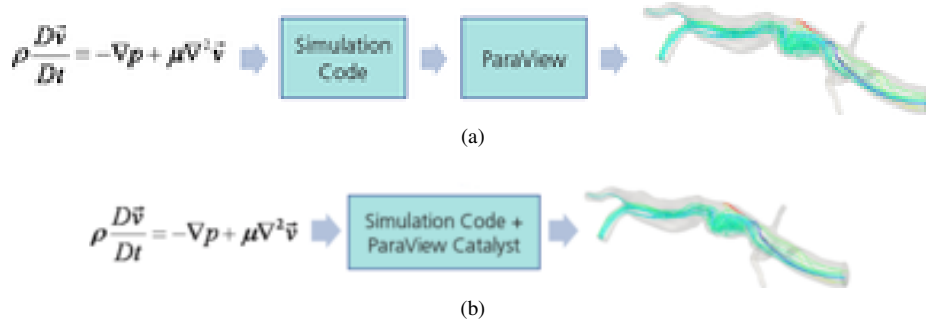 ρ Dv⃗/Dt = −∇p + μ∇²v⃗
Simulation
Code
ParaView
(a)
ρ Dv⃗/Dt = −∇p + μ∇²v⃗
Simulation Code +
ParaView Catalyst
(b)